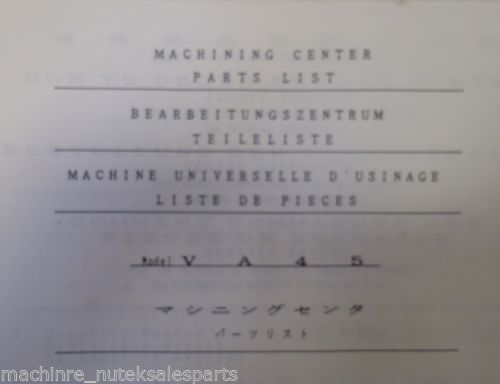 MACHINING CENTER
PARTS LIST
BEARBEITUNGSZENTRUM
TEILELISTE
MACHINE UNIVERSELLE D'USINAGE
LISTE DE PIECES
Model V A 4 5
マシニングセンタ
パーツリスト
machinre_nuteksalesparts